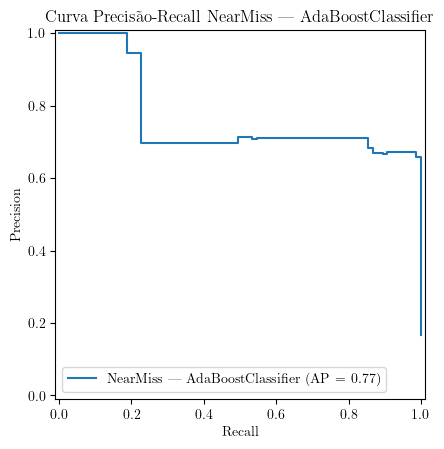 Curva Precisão-Recall NearMiss — AdaBoostClassifier
1.0
0.8
0.6
0.4
0.2
0.0
Precision
NearMiss — AdaBoostClassifier (AP = 0.77)
0.0 0.2 0.4 0.6 0.8 1.0
Recall